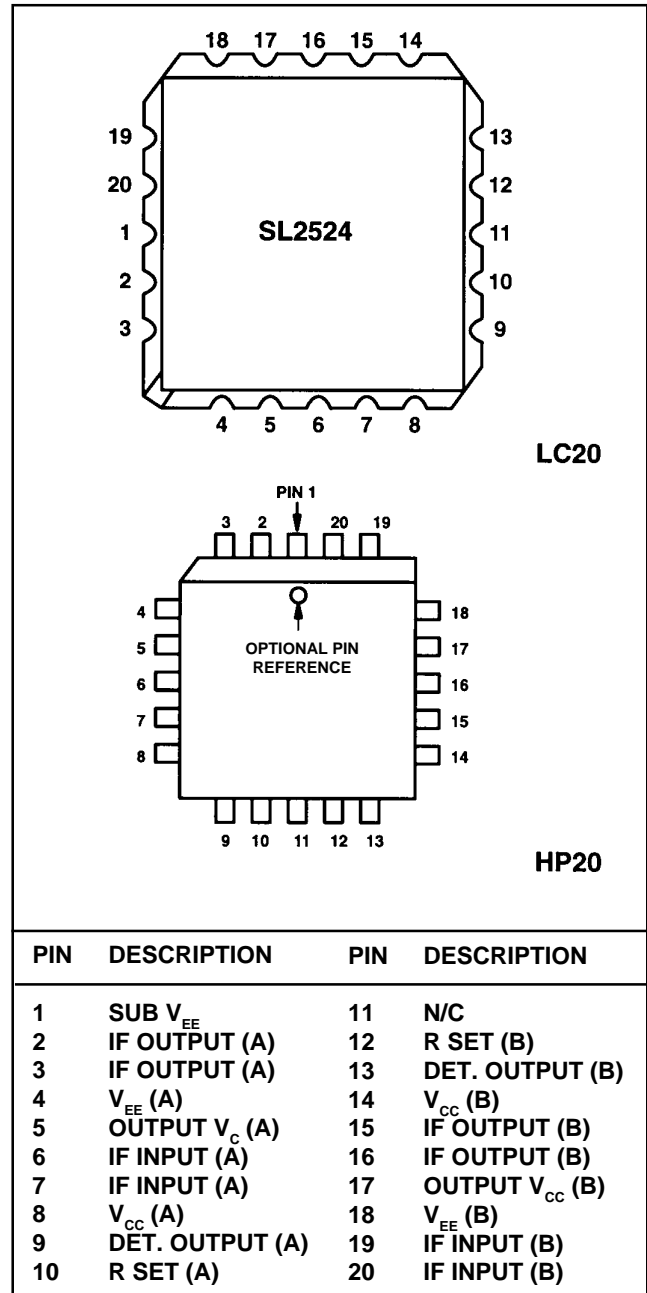 18 17 16 15 14
19 13
20 12
1 SL2524 11
2 10
3 9
4 5 6 7 8
LC20
PIN 1
3 2 20 19
4 18
5 OPTIONAL PIN 17
6 REFERENCE 16
7 15
8 14
9 10 11 12 13
HP20
PIN DESCRIPTION PIN DESCRIPTION
1 SUB VEE 11 N/C
2 IF OUTPUT (A) 12 R SET (B)
3 IF OUTPUT (A) 13 DET. OUTPUT (B)
4 VEE (A) 14 VCC (B)
5 OUTPUT VC (A) 15 IF OUTPUT (B)
6 IF INPUT (A) 16 IF OUTPUT (B)
7 IF INPUT (A) 17 OUTPUT VCC (B)
8 VCC (A) 18 VEE (B)
9 DET. OUTPUT (A) 19 IF INPUT (B)
10 R SET (A) 20 IF INPUT (B)